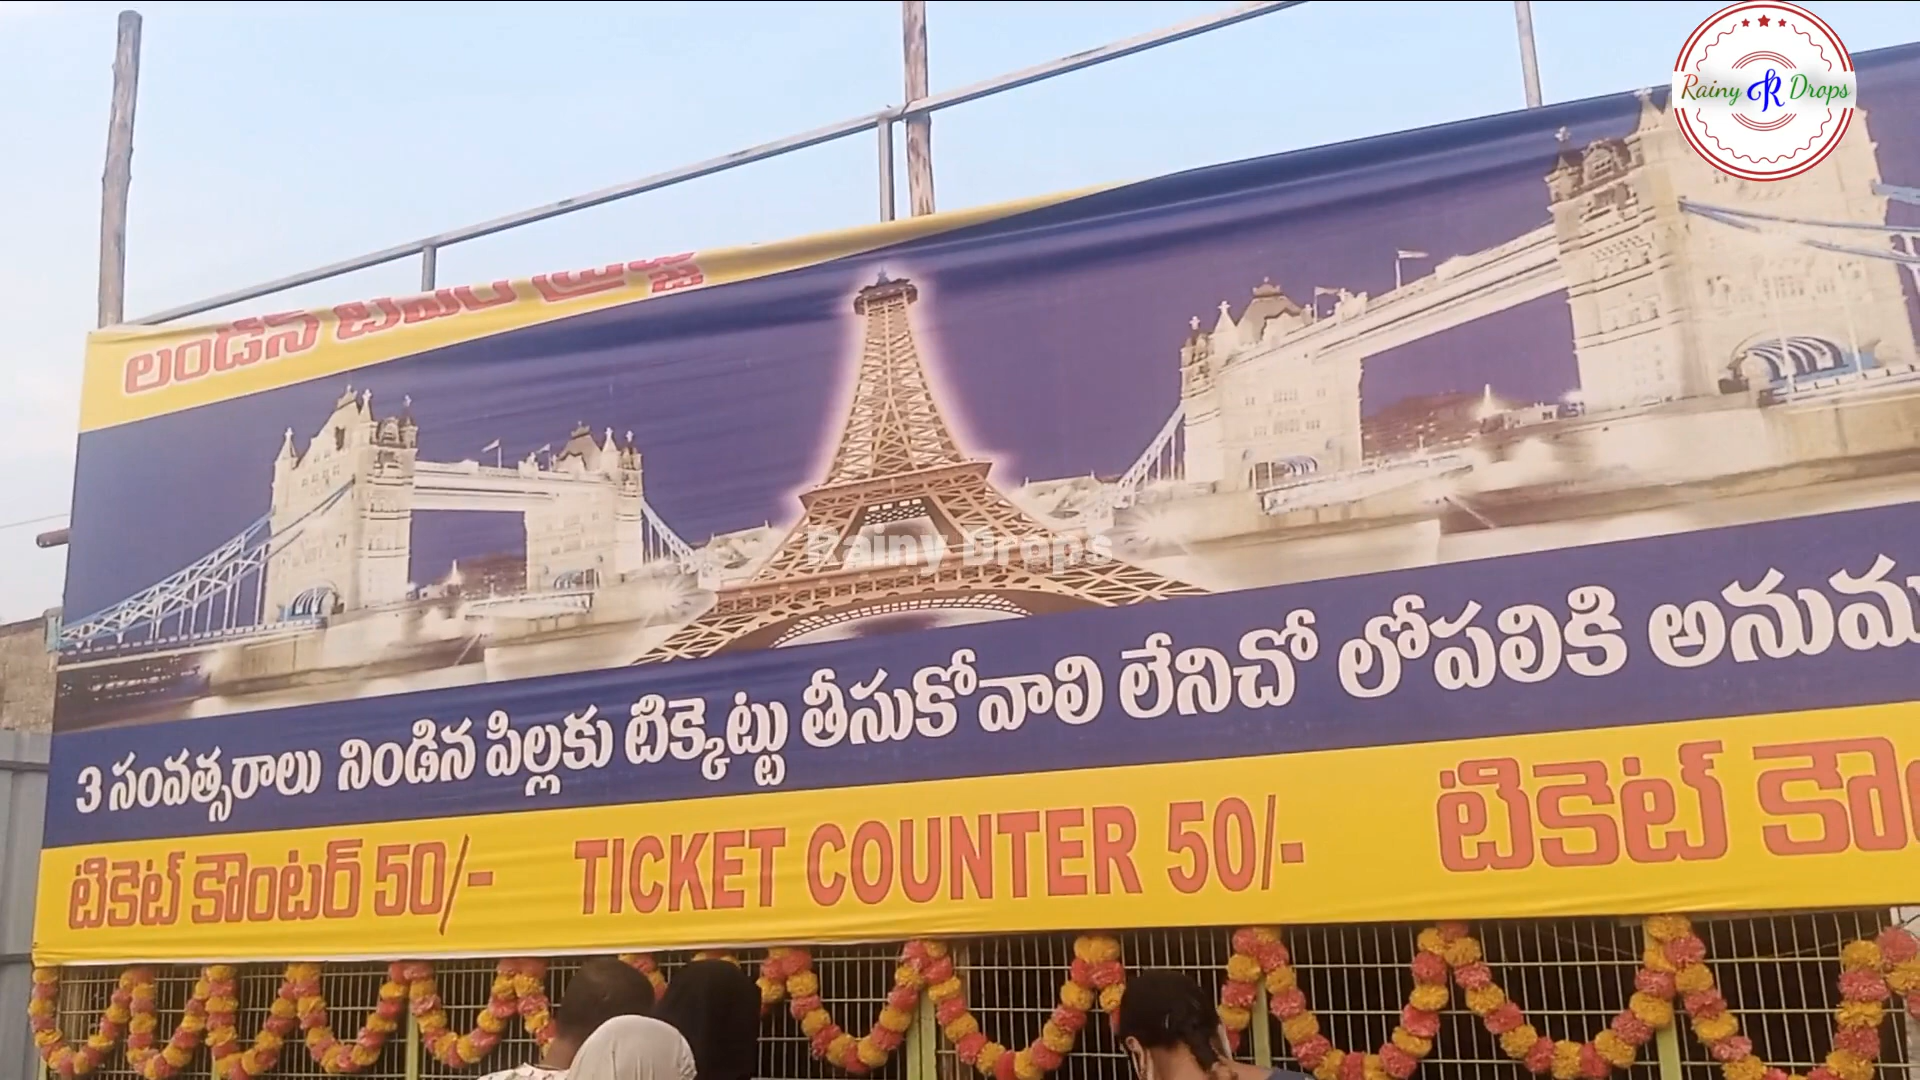 Rainy R Drops
లండన్ టవర్ బ్రిడ్జి
Rainy Drops
3 సంవత్సరాలు నిండిన పిల్లకు టిక్కెట్టు తీసుకోవాలి లేనిచో లోపలికి అనుమ
టికెట్ కౌంటర్ 50/- TICKET COUNTER 50/- టికెట్ కౌ